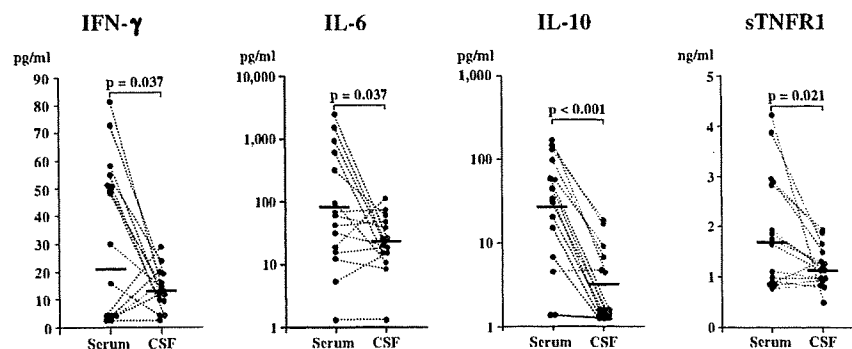 IFN-γ
IL-6
IL-10
sTNFR1
pg/ml
pg/ml
pg/ml
ng/ml
90
80
70
60
50
40
30
20
10
0
p = 0.037
Serum CSF
10,000
1,000
100
10
1
p = 0.037
Serum CSF
1,000
100
10
1
p < 0.001
Serum CSF
5
4
3
2
1
0
p = 0.021
Serum CSF